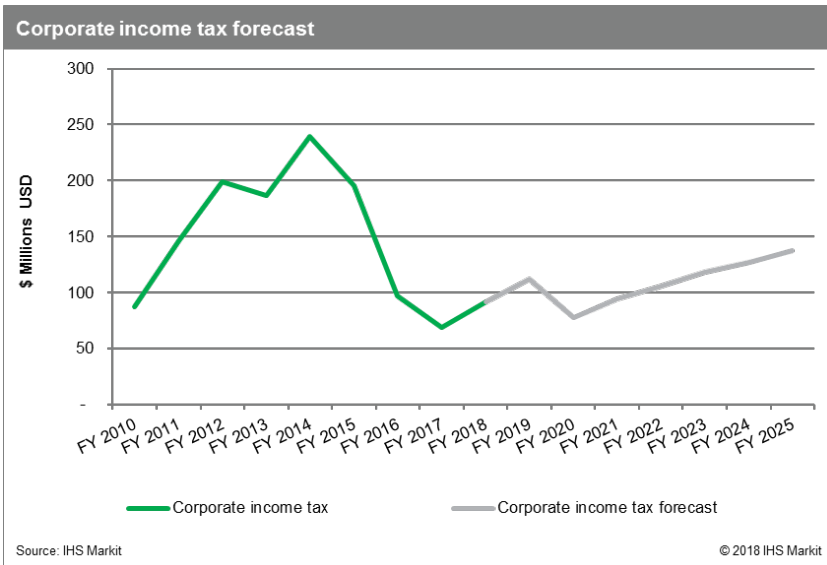 Corporate income tax forecast
300
250
200
150
100
50
-
$ Millions USD
FY 2010
FY 2011
FY 2012
FY 2013
FY 2014
FY 2015
FY 2016
FY 2017
FY 2018
FY 2019
FY 2020
FY 2021
FY 2022
FY 2023
FY 2024
FY 2025
Corporate income tax
Corporate income tax forecast
Source: IHS Markit
© 2018 IHS Markit